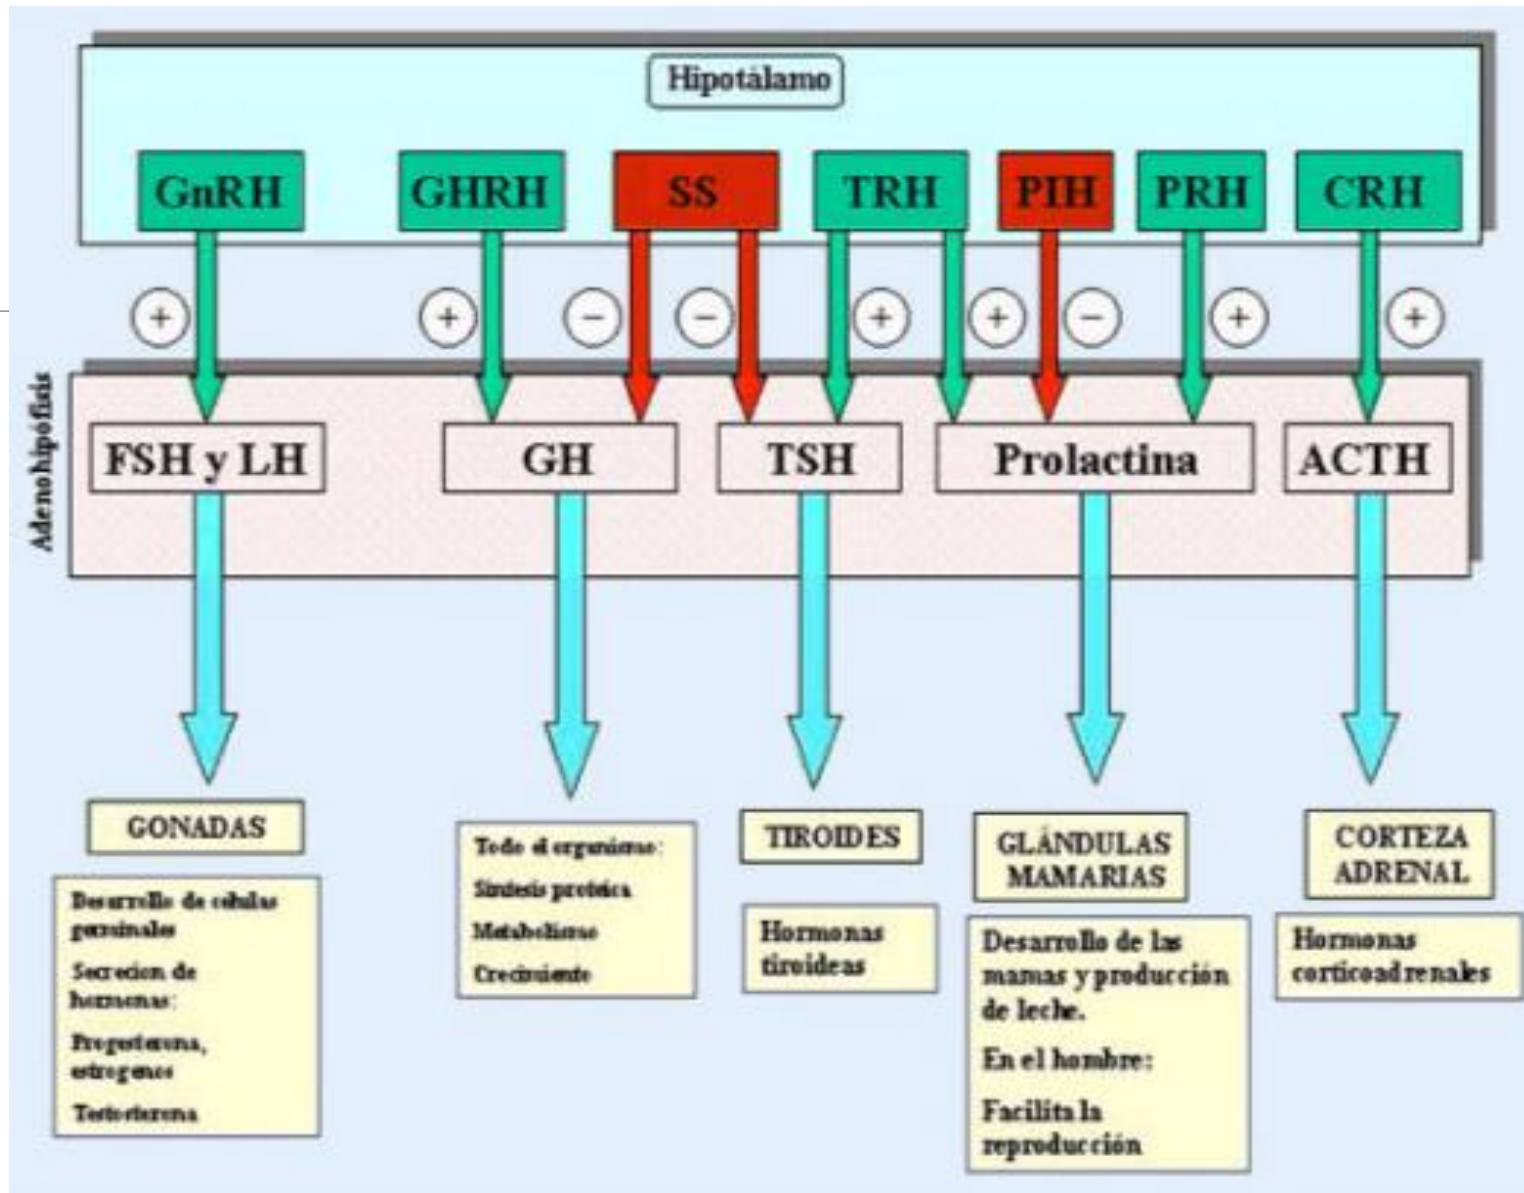 Hipotálamo
GnRH
GHRH
SS
TRH
PIH
PRH
CRH
+
+
−
−
+
+
−
+
+
Adenohipófisis
FSH y LH
GH
TSH
Prolactina
ACTH
GONADAS
Desarrollo de celulas
germinales
Secrecion de
hormonas:
Progesterona,
estrogenos
Testosterona
Todo el organismo:
Síntesis proteica
Metabolismo
Crecimiento
TIROIDES
Hormonas
tiroideas
GLÁNDULAS
MAMARIAS
Desarrollo de las
mamas y producción
de leche.
En el hombre:
Facilita la
reproducción
CORTEZA
ADRENAL
Hormonas
corticoadrenales